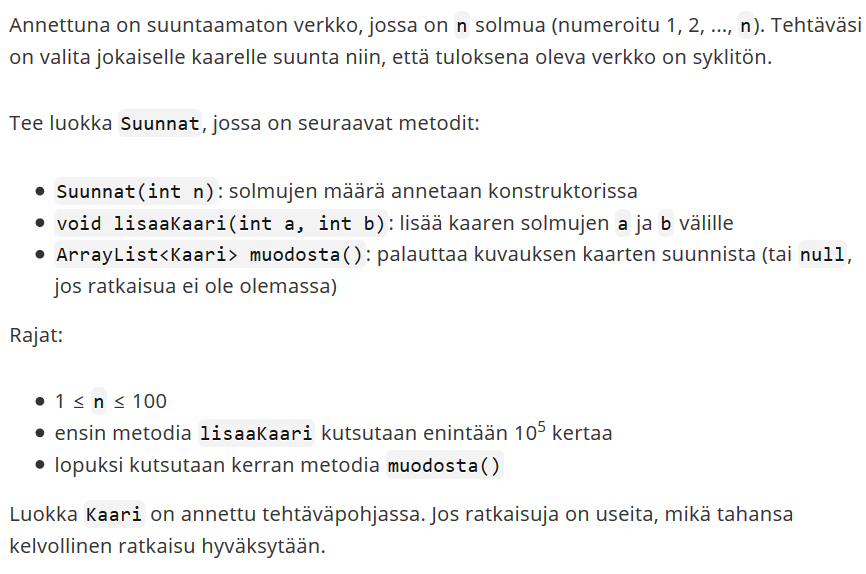 Annettuna on suuntaamaton verkko, jossa on n solmua (numeroitu 1, 2, ..., n). Tehtäväsi
on valita jokaiselle kaarelle suunta niin, että tuloksena oleva verkko on syklitön.
Tee luokka Suunnat, jossa on seuraavat metodit:
• Suunnat(int n): solmujen määrä annetaan konstruktorissa
• void lisaaKaari(int a, int b): lisää kaaren solmujen a ja b välille
• ArrayList<Kaari> muodosta(): palauttaa kuvauksen kaarten suunnista (tai null,
jos ratkaisua ei ole olemassa)
Rajat:
• 1 ≤ n ≤ 100
• ensin metodia lisaaKaari kutsutaan enintään 10⁵ kertaa
• lopuksi kutsutaan kerran metodia muodosta()
Luokka Kaari on annettu tehtäväpohjassa. Jos ratkaisuja on useita, mikä tahansa
kelvollinen ratkaisu hyväksytään.